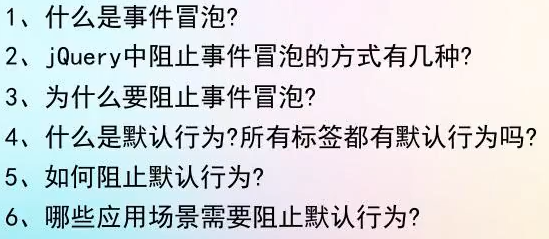 1、什么是事件冒泡?
2、jQuery中阻止事件冒泡的方式有几种?
3、为什么要阻止事件冒泡?
4、什么是默认行为?所有标签都有默认行为吗?
5、如何阻止默认行为?
6、哪些应用场景需要阻止默认行为?